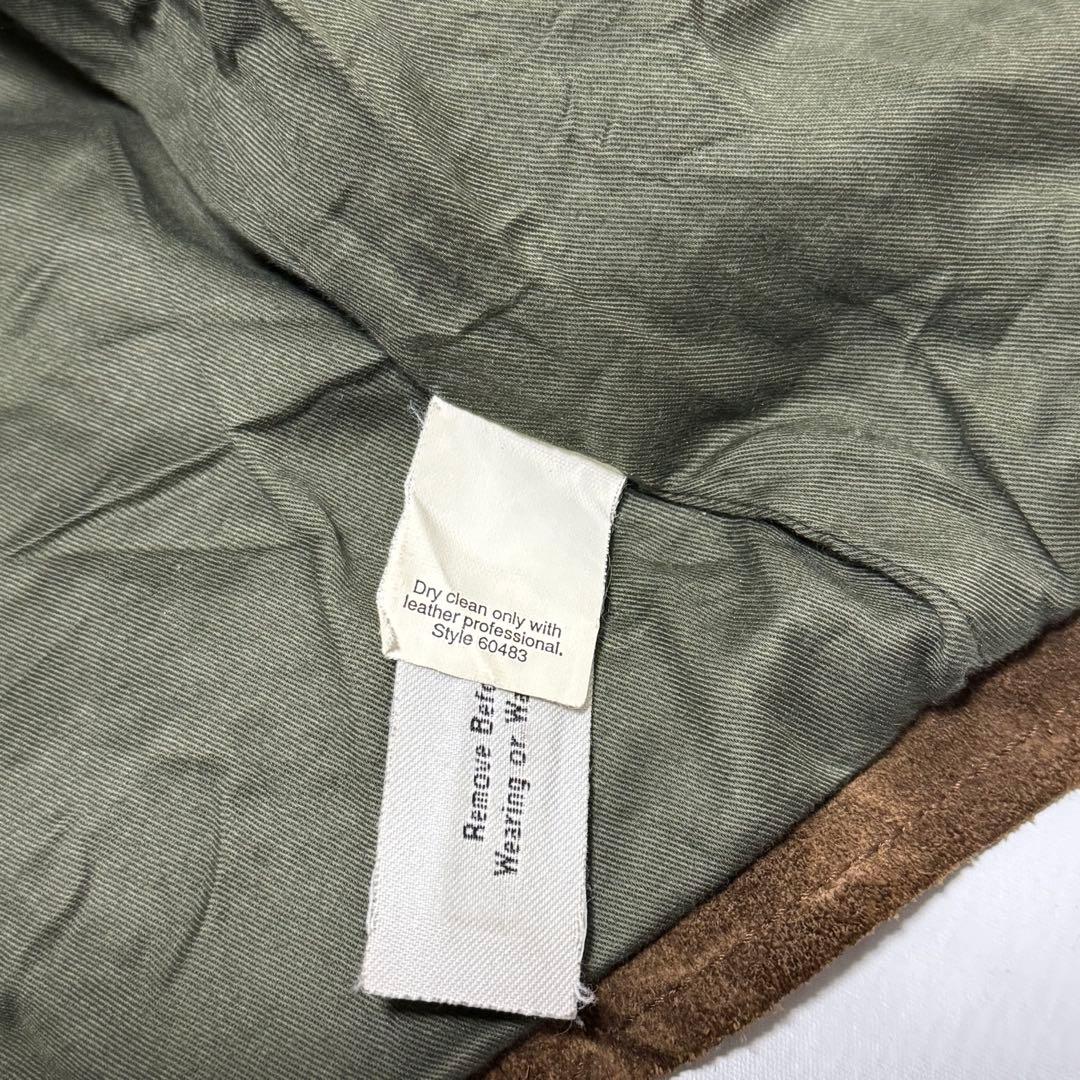 Dry clean only with
leather professional.
Style 60483
Remove
Wearing or